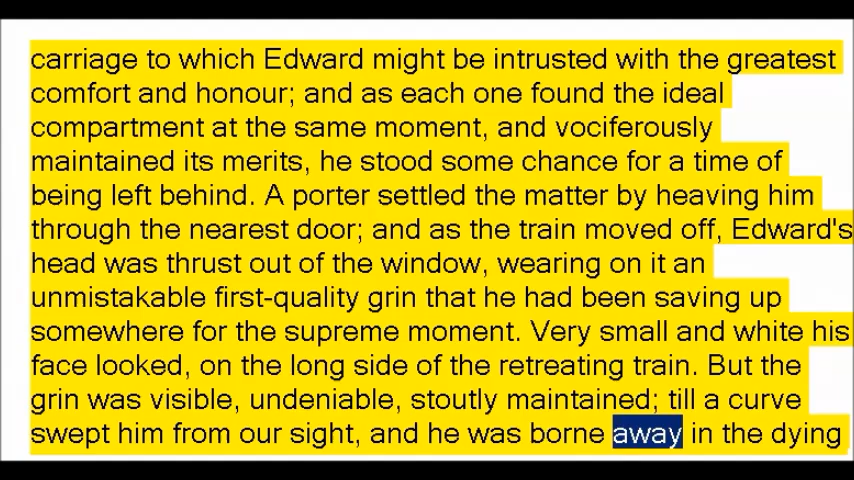 carriage to which Edward might be intrusted with the greatest
comfort and honour; and as each one found the ideal
compartment at the same moment, and vociferously
maintained its merits, he stood some chance for a time of
being left behind. A porter settled the matter by heaving him
through the nearest door; and as the train moved off, Edward's
head was thrust out of the window, wearing on it an
unmistakable first-quality grin that he had been saving up
somewhere for the supreme moment. Very small and white his
face looked, on the long side of the retreating train. But the
grin was visible, undeniable, stoutly maintained; till a curve
swept him from our sight, and he was borne away in the dying